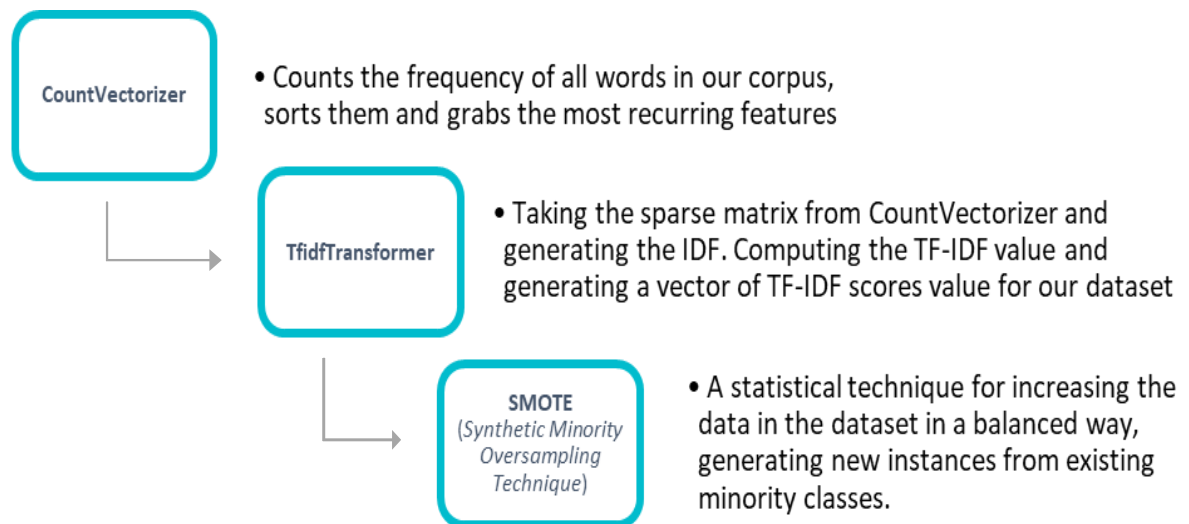 CountVectorizer
• Counts the frequency of all words in our corpus,
sorts them and grabs the most recurring features
TfidfTransformer
• Taking the sparse matrix from CountVectorizer and
generating the IDF. Computing the TF-IDF value and
generating a vector of TF-IDF scores value for our dataset
SMOTE
(Synthetic Minority
Oversampling
Technique)
• A statistical technique for increasing the
data in the dataset in a balanced way,
generating new instances from existing
minority classes.